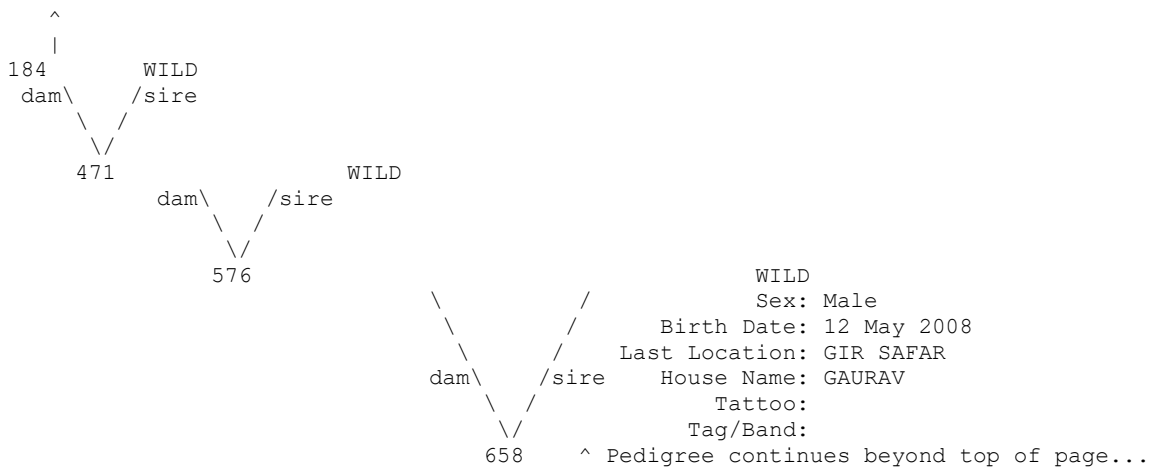 ^
|
184 WILD
dam\ /sire
\ /
\/
471 WILD
dam\ /sire
\ /
\/
576 WILD
\ / Sex: Male
\ / Birth Date: 12 May 2008
\ / Last Location: GIR SAFAR
dam\ /sire House Name: GAURAV
\ / Tattoo:
\/ Tag/Band:
658 ^ Pedigree continues beyond top of page...